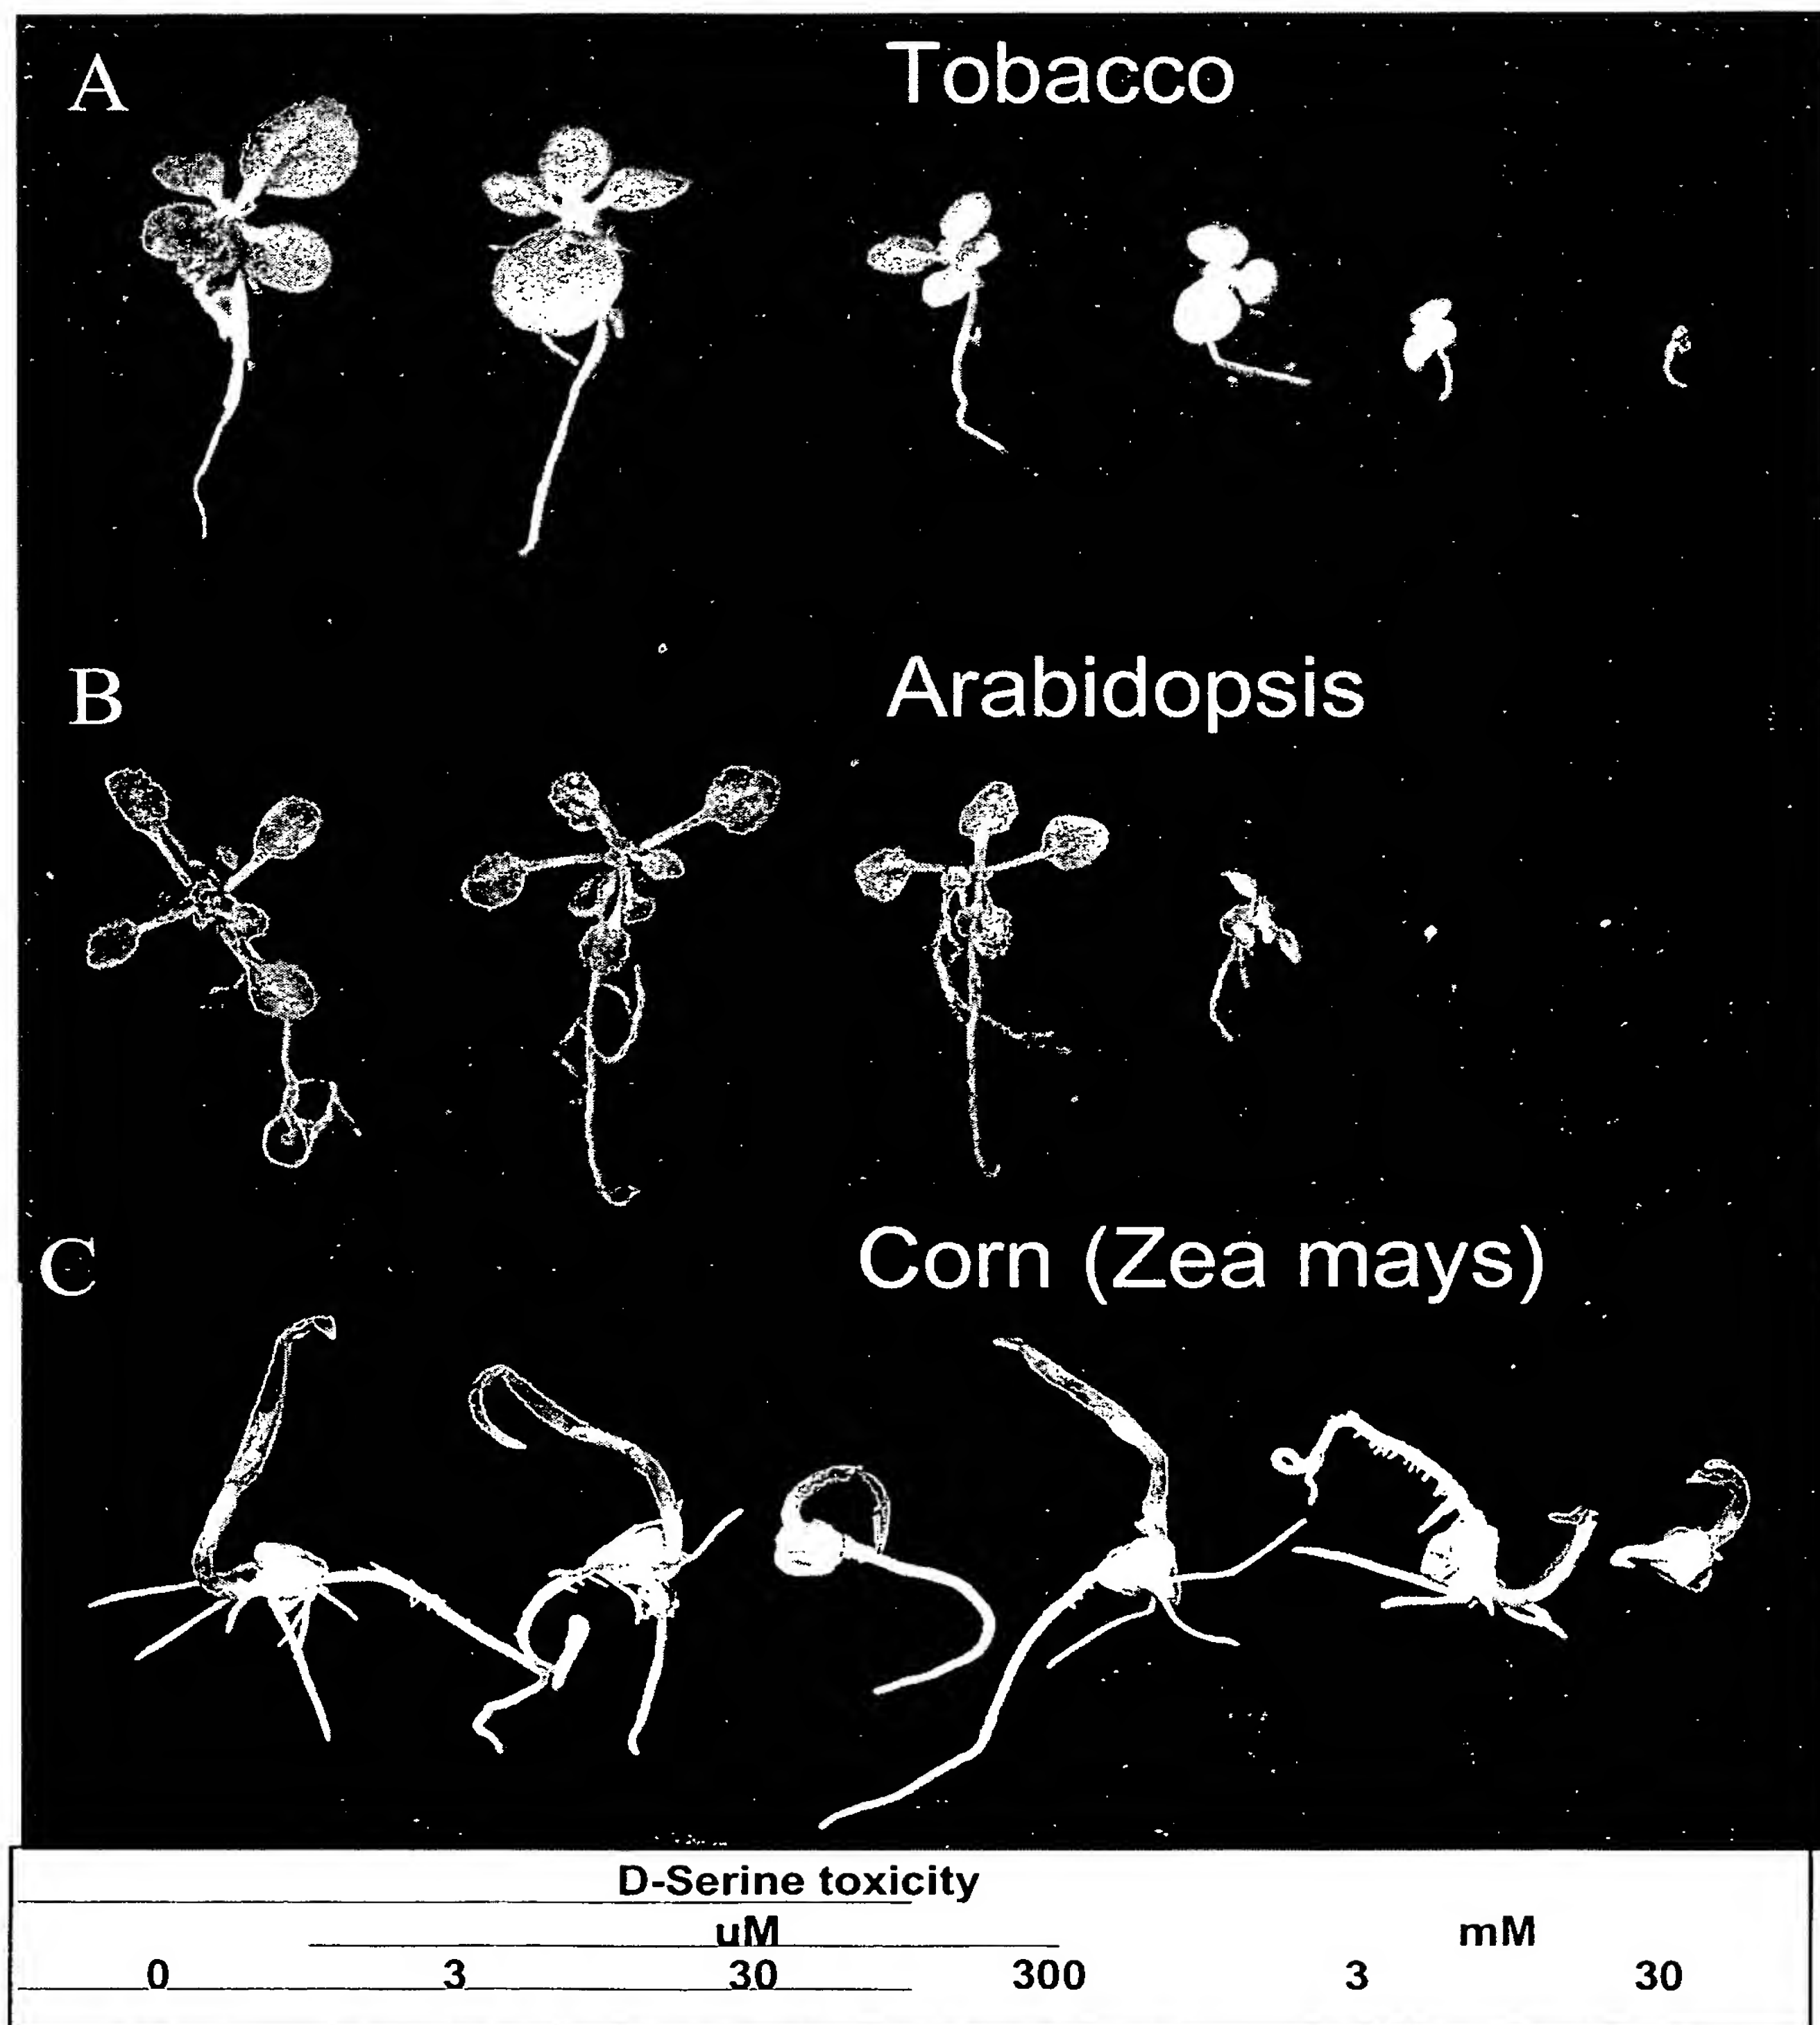 A Tobacco
B Arabidopsis
C Corn (Zea mays)
D-Serine toxicity
uM mM
0 3 30 300 3 30